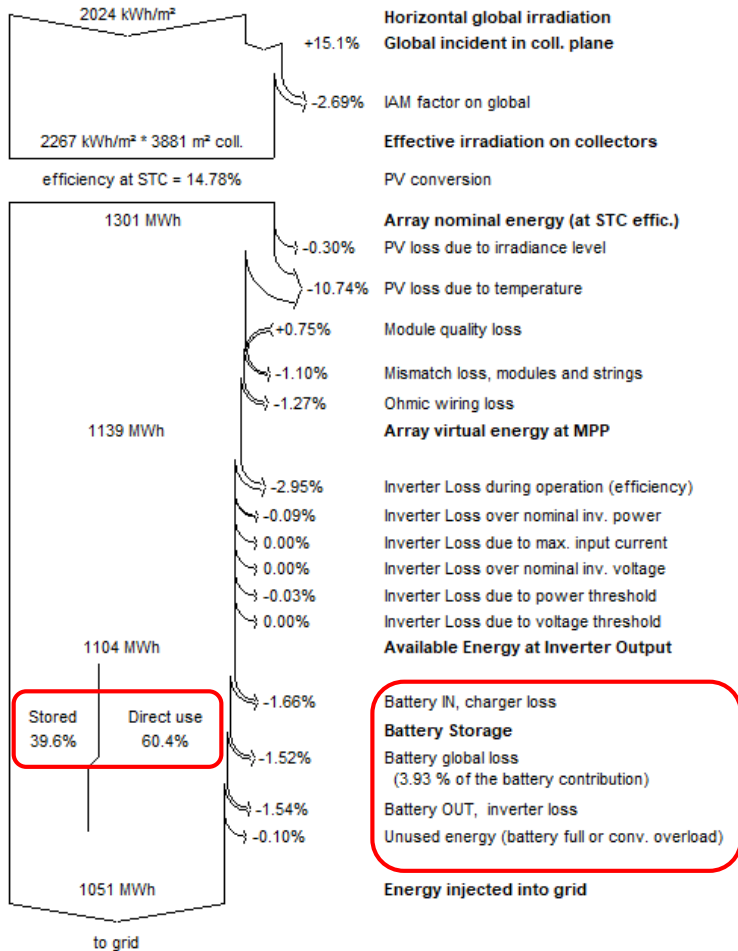 2024 kWh/m² Horizontal global irradiation
+15.1% Global incident in coll. plane
-2.69% IAM factor on global
2267 kWh/m² * 3881 m² coll. Effective irradiation on collectors
efficiency at STC = 14.78% PV conversion
1301 MWh Array nominal energy (at STC effic.)
-0.30% PV loss due to irradiance level
-10.74% PV loss due to temperature
+0.75% Module quality loss
-1.10% Mismatch loss, modules and strings
-1.27% Ohmic wiring loss
1139 MWh Array virtual energy at MPP
-2.95% Inverter Loss during operation (efficiency)
-0.09% Inverter Loss over nominal inv. power
0.00% Inverter Loss due to max. input current
0.00% Inverter Loss over nominal inv. voltage
-0.03% Inverter Loss due to power threshold
0.00% Inverter Loss due to voltage threshold
1104 MWh Available Energy at Inverter Output
-1.66% Battery IN, charger loss
Stored Direct use Battery Storage
39.6% 60.4%
-1.52% Battery global loss
(3.93 % of the battery contribution)
-1.54% Battery OUT, inverter loss
-0.10% Unused energy (battery full or conv. overload)
1051 MWh Energy injected into grid
to grid